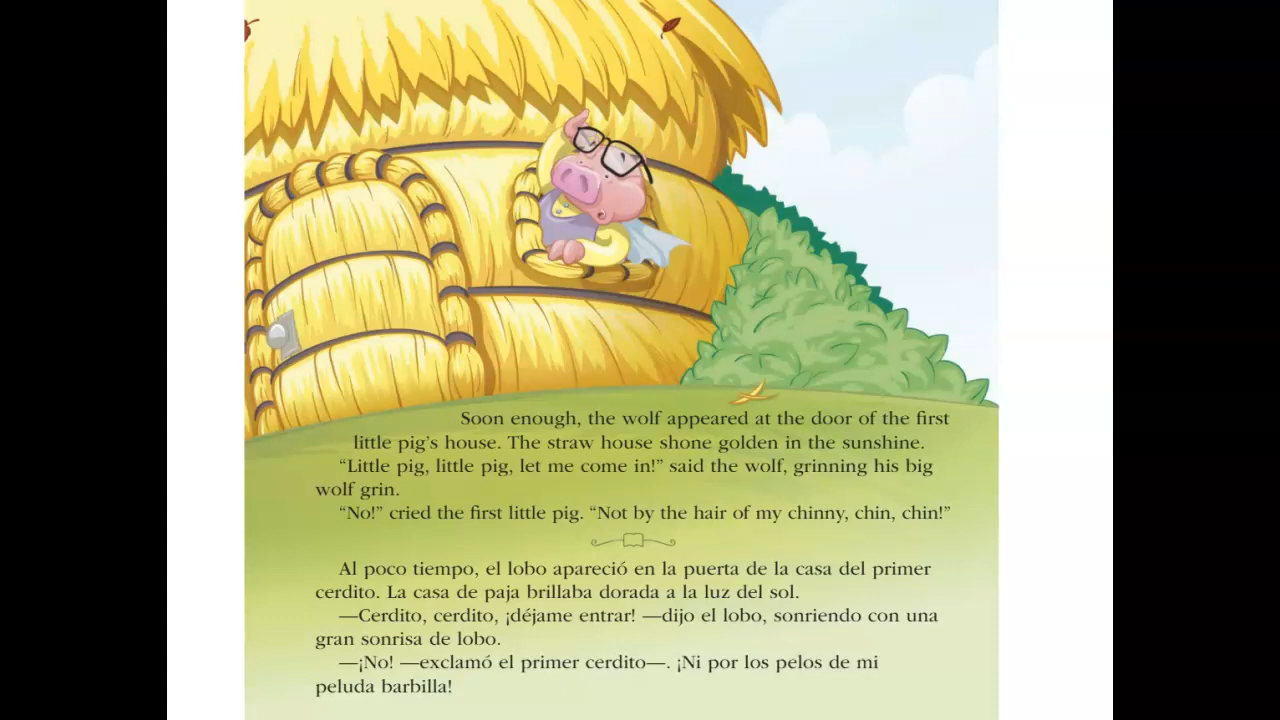 Soon enough, the wolf appeared at the door of the first
little pig’s house. The straw house shone golden in the sunshine.
“Little pig, little pig, let me come in!” said the wolf, grinning his big
wolf grin.
“No!” cried the first little pig. “Not by the hair of my chinny, chin, chin!”
Al poco tiempo, el lobo apareció en la puerta de la casa del primer
cerdito. La casa de paja brillaba dorada a la luz del sol.
—Cerdito, cerdito, ¡déjame entrar! —dijo el lobo, sonriendo con una
gran sonrisa de lobo.
—¡No! —exclamó el primer cerdito—. ¡Ni por los pelos de mi
peluda barbilla!